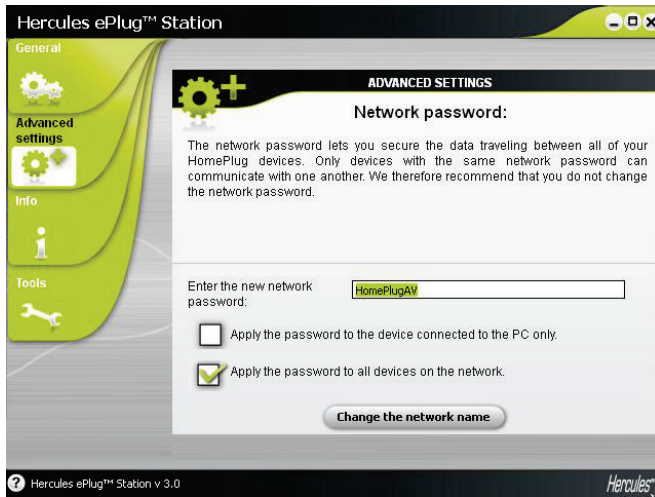 Hercules ePlug™ Station
General
Advanced
settings
Info
Tools
ADVANCED SETTINGS
Network password:
The network password lets you secure the data traveling between all of your
HomePlug devices. Only devices with the same network password can
communicate with one another. We therefore recommend that you do not change
the network password.
Enter the new network
password:
HomePlugAV
Apply the password to the device connected to the PC only.
Apply the password to all devices on the network.
Change the network name
? Hercules ePlug™ Station v 3.0
Hercules®